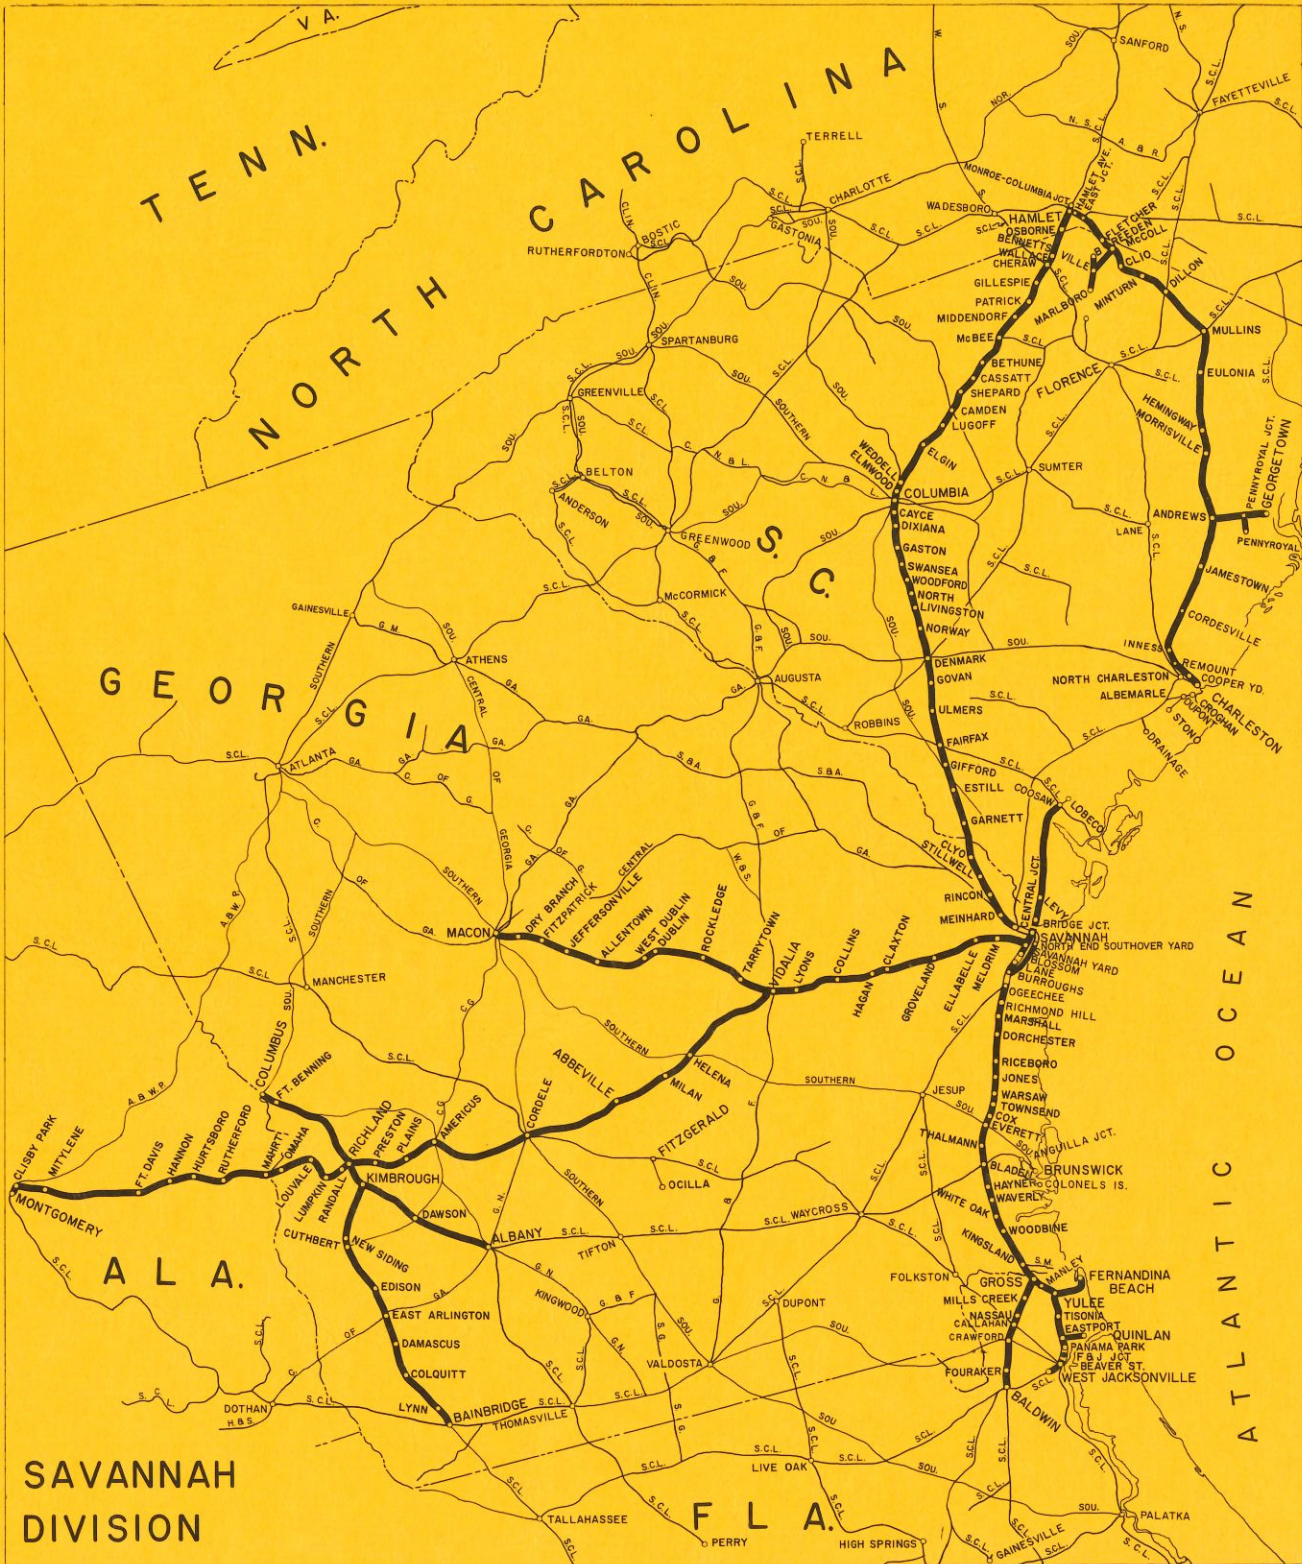 VA.
TENN.
NORTH CAROLINA
S. C.
GEORGIA
ALA.
FLA.
ATLANTIC OCEAN
SAVANNAH
DIVISION
SANFORD
FAYETTEVILLE
TERRELL
CHARLOTTE
GASTONIA
BOSTIC
RUTHERFORDTON
MONROE-COLUMBIA JCT.
HAMLET AVE.
EAST JCT.
WADESBORO
HAMLET
OSBORNE
BENNETTSVILLE
WALLACE
CHERAW
FLETCHER
BREEDEN
McCOLL
CLIO
MINTURN
DILLON
MARLBORO
GILLESPIE
PATRICK
MIDDENDORF
McBEE
BETHUNE
CASSATT
SHEPARD
CAMDEN
LUGOFF
ELGIN
WEDDELL
ELMWOOD
COLUMBIA
CAYCE
DIXIANA
GASTON
SWANSEA
WOODFORD
NORTH
LIVINGSTON
NORWAY
DENMARK
GOVAN
ULMERS
FAIRFAX
GIFFORD
ESTILL
GARNETT
CLYO
STILLWELL
RINCON
MEINHARD
CENTRAL JCT.
MULLINS
EULONIA
HEMINGWAY
MORRISVILLE
ANDREWS
PENNYROYAL JCT.
GEORGETOWN
PENNYROYAL
JAMESTOWN
CORDESVILLE
INNESS
REMOUNT
COOPER YD.
NORTH CHARLESTON
ALBEMARLE
CHARLESTON
CROGHAN
DUPONT
STONO
DRAINAGE
FLORENCE
SUMTER
LANE
SPARTANBURG
GREENVILLE
BELTON
ANDERSON
GREENWOOD
McCORMICK
GAINESVILLE
ATHENS
AUGUSTA
ROBBINS
ATLANTA
COOSAW
LOBECO
LEVY
BRIDGE JCT.
SAVANNAH
NORTH END SOUTHOVER YARD
SAVANNAH YARD
BLOSSOM
LANE
BURROUGHS
OGEECHEE
RICHMOND HILL
MARSHALL
DORCHESTER
RICEBORO
JONES
WARSAW
TOWNSEND
COX
EVERETT
THALMANN
ANGUILLA JCT.
BLADEN
BRUNSWICK
HAYNER
COLONELS IS.
WAVERLY
WHITE OAK
WOODBINE
KINGSLAND
S.M.
GROSS
MANLEY
FERNANDINA
BEACH
MILLS CREEK
YULEE
NASSAU
TISONIA
CALLAHAN
EASTPORT
CRAWFORD
QUINLAN
PANAMA PARK
F & J JCT.
BEAVER ST.
WEST JACKSONVILLE
FOURAKER
BALDWIN
MACON
DRY BRANCH
FITZPATRICK
JEFFERSONVILLE
ALLENTOWN
WEST DUBLIN
DUBLIN
ROCKLEDGE
TARRYTOWN
VIDALIA
LYONS
COLLINS
HAGAN
CLAXTON
GROVELAND
ELLABELLE
MELDRIM
MANCHESTER
COLUMBUS
FT. BENNING
HELENA
MILAN
ABBEVILLE
CORDELE
AMERICUS
PLAINS
PRESTON
RICHLAND
KIMBROUGH
RANDALL
LUMPKIN
LOUVALE
OMAHA
MAHRT
RUTHERFORD
HURTSBORO
HANNON
FT. DAVIS
MITYLENE
CLISBY PARK
MONTGOMERY
DAWSON
ALBANY
CUTHBERT
NEW SIDING
EDISON
EAST ARLINGTON
DAMASCUS
COLQUITT
LYNN
BAINBRIDGE
DOTHAN
H.& S.
THOMASVILLE
KINGWOOD
TIFTON
FITZGERALD
OCILLA
JESUP
WAYCROSS
FOLKSTON
DUPONT
VALDOSTA
LIVE OAK
TALLAHASSEE
PERRY
HIGH SPRINGS
GAINESVILLE
PALATKA